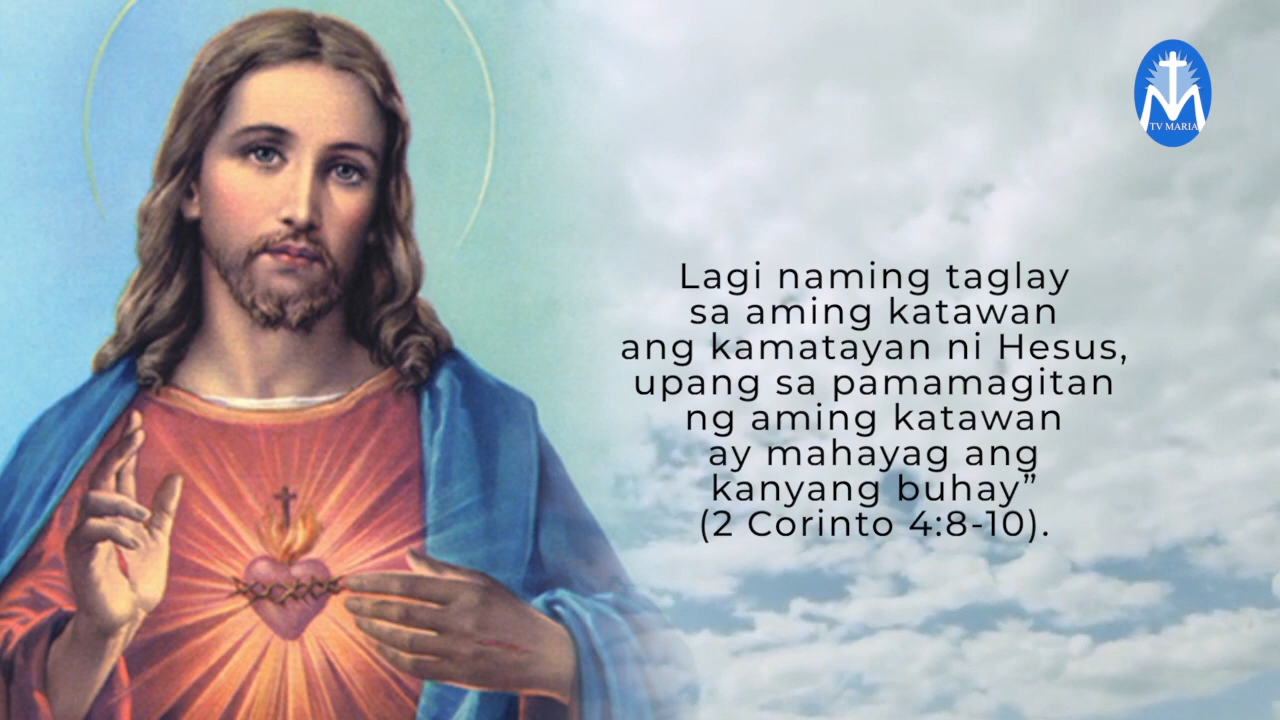 TV MARIA
Lagi naming taglay
sa aming katawan
ang kamatayan ni Hesus,
upang sa pamamagitan
ng aming katawan
ay mahayag ang
kanyang buhay”
(2 Corinto 4:8-10).